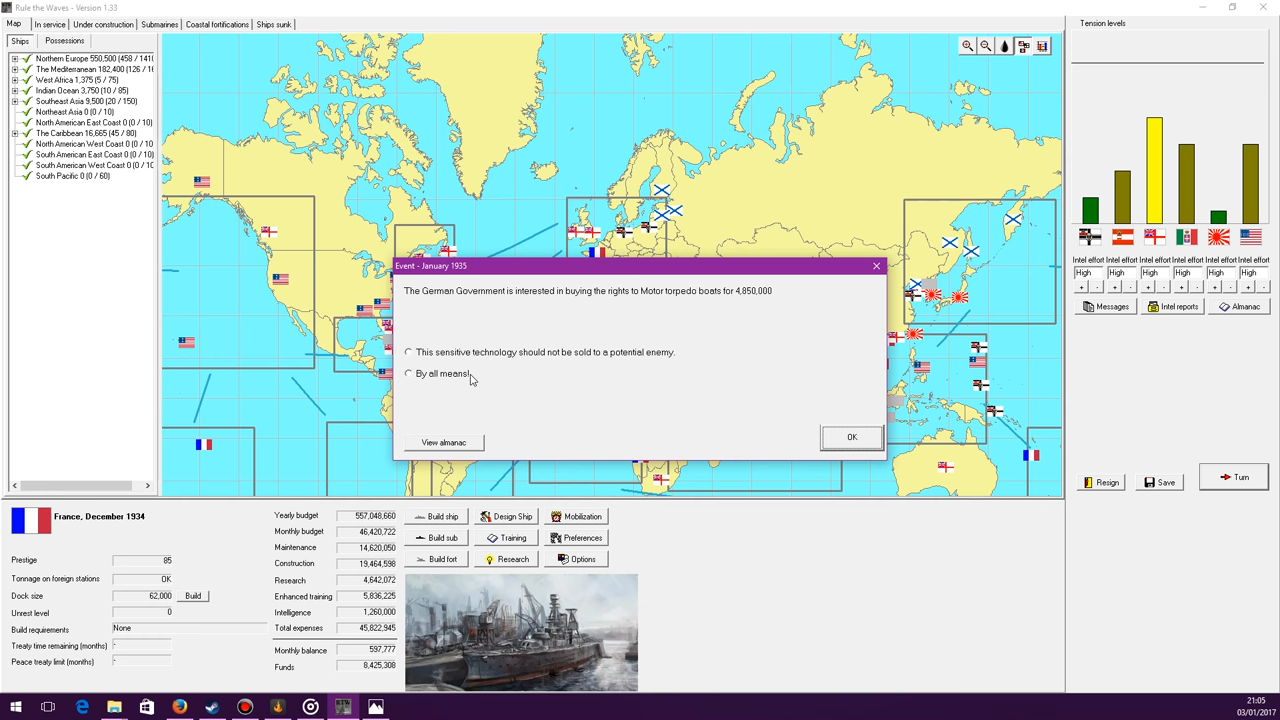 Rule the Waves - Version 1.33
Map In service Under construction Submarines Coastal fortifications Ships sunk
Ships Possessions
Northern Europe 550,500 (458 / 1410
The Mediterranean 182,400 (126 / 16
West Africa 1,375 (5 / 75)
Indian Ocean 3,750 (10 / 85)
Southeast Asia 9,500 (20 / 150)
Northeast Asia 0 (0 / 10)
North American East Coast 0 (0 / 10)
The Caribbean 16,665 (45 / 80)
North American West Coast 0 (0 / 10
South American East Coast 0 (0 / 10)
South American West Coast 0 (0 / 10
South Pacific 0 (0 / 60)
Tension levels
Intel effort Intel effort Intel effort Intel effort Intel effort Intel effort
High High High High High High
+ - + - + - + - + - + -
Messages Intel reports Almanac
Event - January 1935
The German Government is interested in buying the rights to Motor torpedo boats for 4,850,000
This sensitive technology should not be sold to a potential enemy.
By all means!
View almanac OK
Resign Save Turn
France, December 1934
Prestige 85
Tonnage on foreign stations OK
Dock size 62,000 Build
Unrest level 0
Build requirements None
Treaty time remaining (months) -
Peace treaty limit (months) -
Yearly budget 557,048,660
Monthly budget 46,420,722
Maintenance 14,620,050
Construction 19,464,598
Research 4,642,072
Enhanced training 5,836,225
Intelligence 1,260,000
Total expenses 45,822,945
Monthly balance 597,777
Funds 8,425,308
Build ship Design Ship Mobilization
Build sub Training Preferences
Build fort Research Options
RTW
21:05
03/01/2017